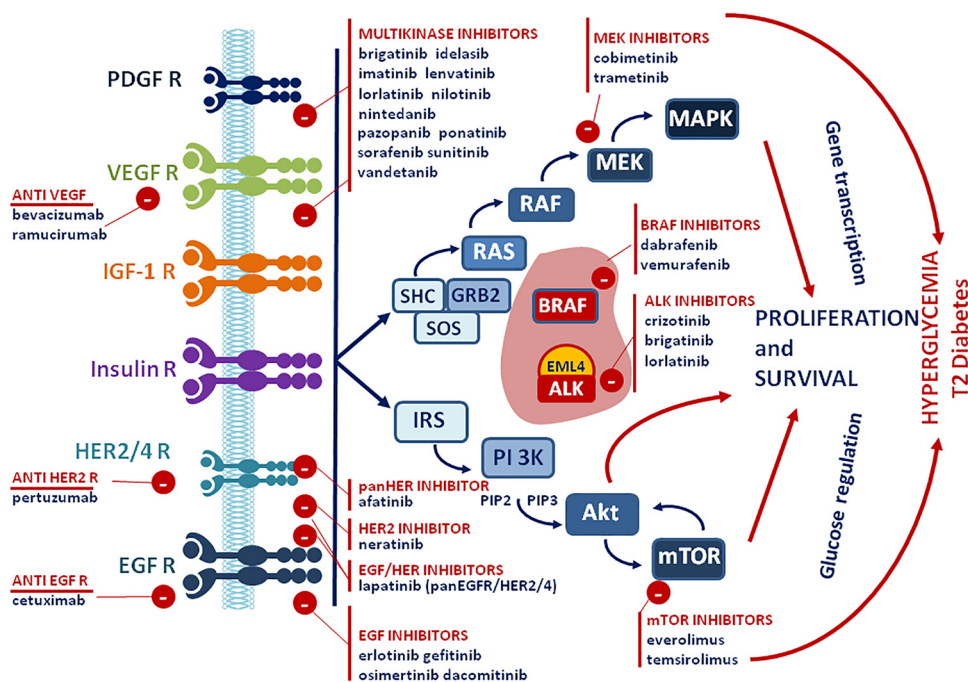 PDGF R
VEGF R
ANTI VEGF
bevacizumab
ramucirumab
IGF-1 R
Insulin R
HER2/4 R
ANTI HER2 R
pertuzumab
EGF R
ANTI EGF R
cetuximab
MULTIKINASE INHIBITORS
brigatinib idelasib
imatinib lenvatinib
lorlatinib nilotinib
nintedanib
pazopanib ponatinib
sorafenib sunitinib
vandetanib
panHER INHIBITOR
afatinib
HER2 INHIBITOR
neratinib
EGF/HER INHIBITORS
lapatinib (panEGFR/HER2/4)
EGF INHIBITORS
erlotinib gefitinib
osimertinib dacomitinib
MEK INHIBITORS
cobimetinib
trametinib
MAPK
MEK
RAF
RAS
SHC
GRB2
SOS
BRAF INHIBITORS
dabrafenib
vemurafenib
BRAF
ALK INHIBITORS
crizotinib
brigatinib
lorlatinib
EML4
ALK
IRS
PI 3K
PIP2
PIP3
Akt
mTOR
mTOR INHIBITORS
everolimus
temsirolimus
PROLIFERATION
and
SURVIVAL
Gene transcription
Glucose regulation
HYPERGLYCEMIA
T2 Diabetes